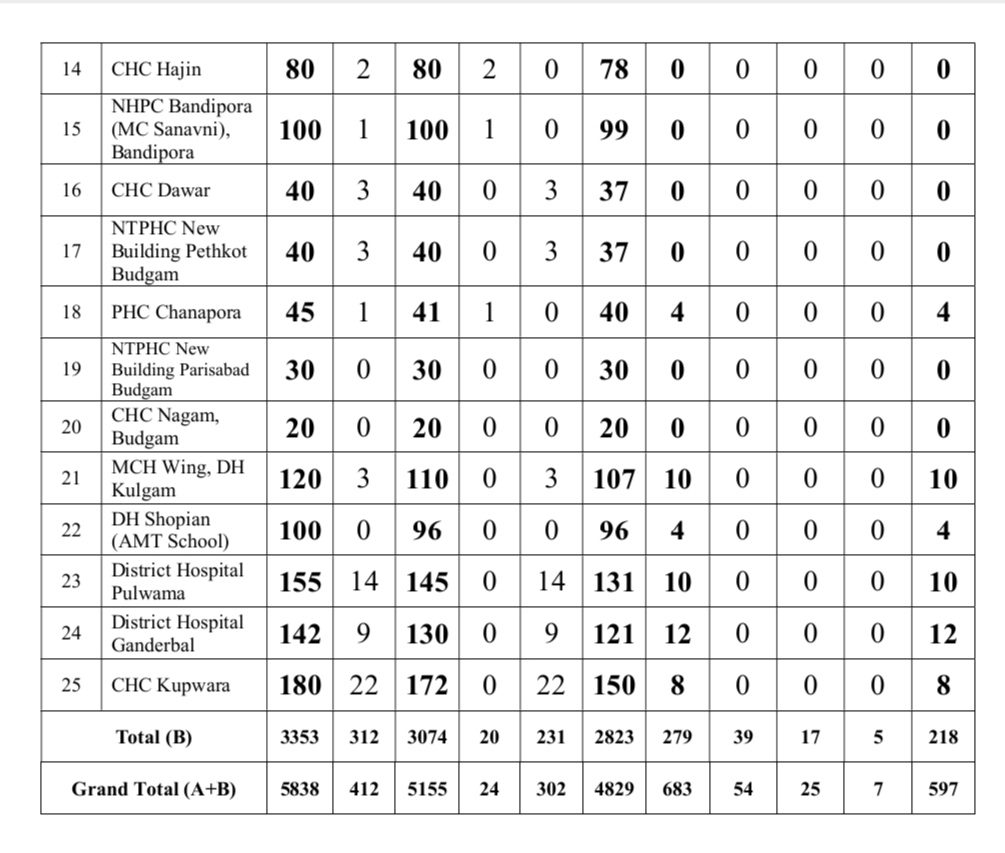 14 CHC Hajin 80 2 80 2 0 78 0 0 0 0 0
NHPC Bandipora
15 (MC Sanavni), 100 1 100 1 0 99 0 0 0 0 0
Bandipora
16 CHC Dawar 40 3 40 0 3 37 0 0 0 0 0
NTPHC New
17 Building Pethkot 40 3 40 0 3 37 0 0 0 0 0
Budgam
18 PHC Chanapora 45 1 41 1 0 40 4 0 0 0 4
NTPHC New
19 Building Parisabad 30 0 30 0 0 30 0 0 0 0 0
Budgam
20 CHC Nagam, 20 0 20 0 0 20 0 0 0 0 0
Budgam
21 MCH Wing, DH 120 3 110 0 3 107 10 0 0 0 10
Kulgam
22 DH Shopian 100 0 96 0 0 96 4 0 0 0 4
(AMT School)
23 District Hospital 155 14 145 0 14 131 10 0 0 0 10
Pulwama
24 District Hospital 142 9 130 0 9 121 12 0 0 0 12
Ganderbal
25 CHC Kupwara 180 22 172 0 22 150 8 0 0 0 8
Total (B) 3353 312 3074 20 231 2823 279 39 17 5 218
Grand Total (A+B) 5838 412 5155 24 302 4829 683 54 25 7 597